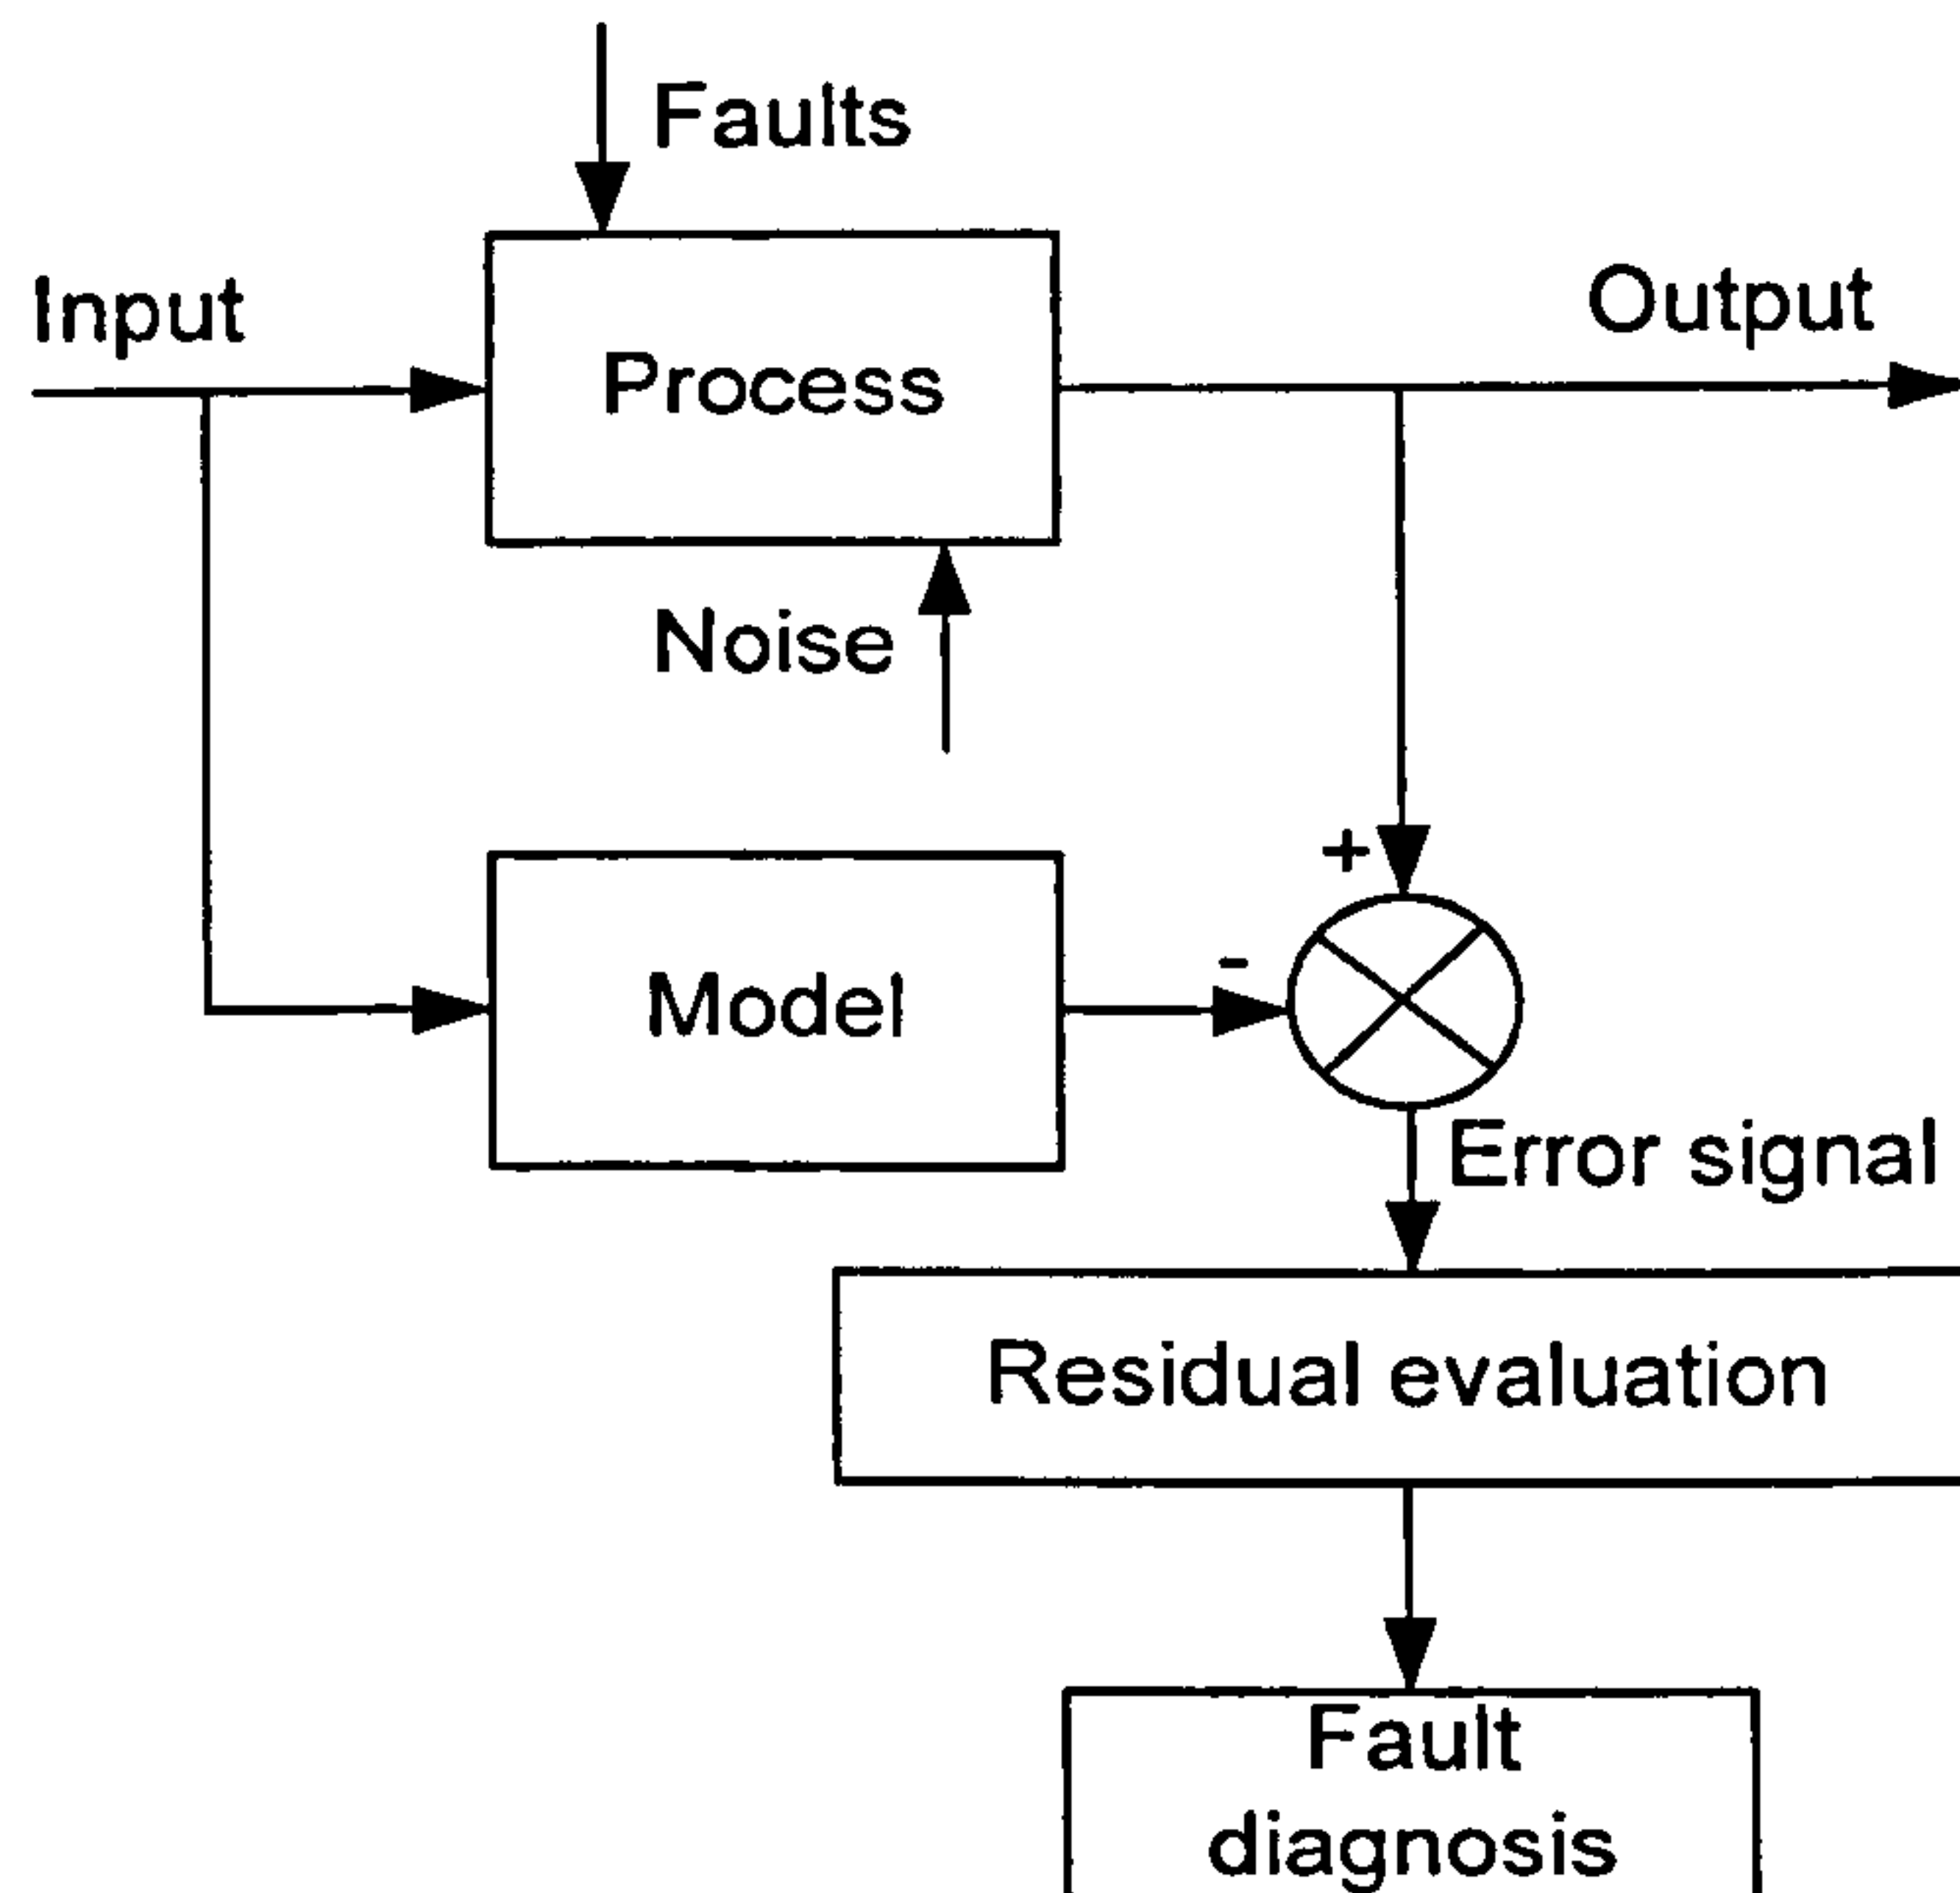 Faults
Input
Output
Process
Noise
+
-
Model
Error signal
Residual evaluation
Fault
diagnosis